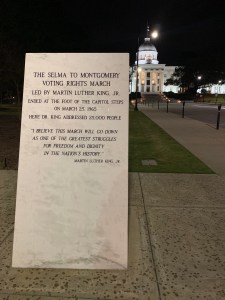 THE SELMA TO MONTGOMERY
VOTING RIGHTS MARCH
LED BY MARTIN LUTHER KING, JR.
ENDED AT THE FOOT OF THE CAPITOL STEPS
ON MARCH 25, 1965.
HERE DR. KING ADDRESSED 25,000 PEOPLE.
"I BELIEVE THIS MARCH WILL GO DOWN
AS ONE OF THE GREATEST STRUGGLES
FOR FREEDOM AND DIGNITY
IN THE NATION'S HISTORY."
MARTIN LUTHER KING, JR.